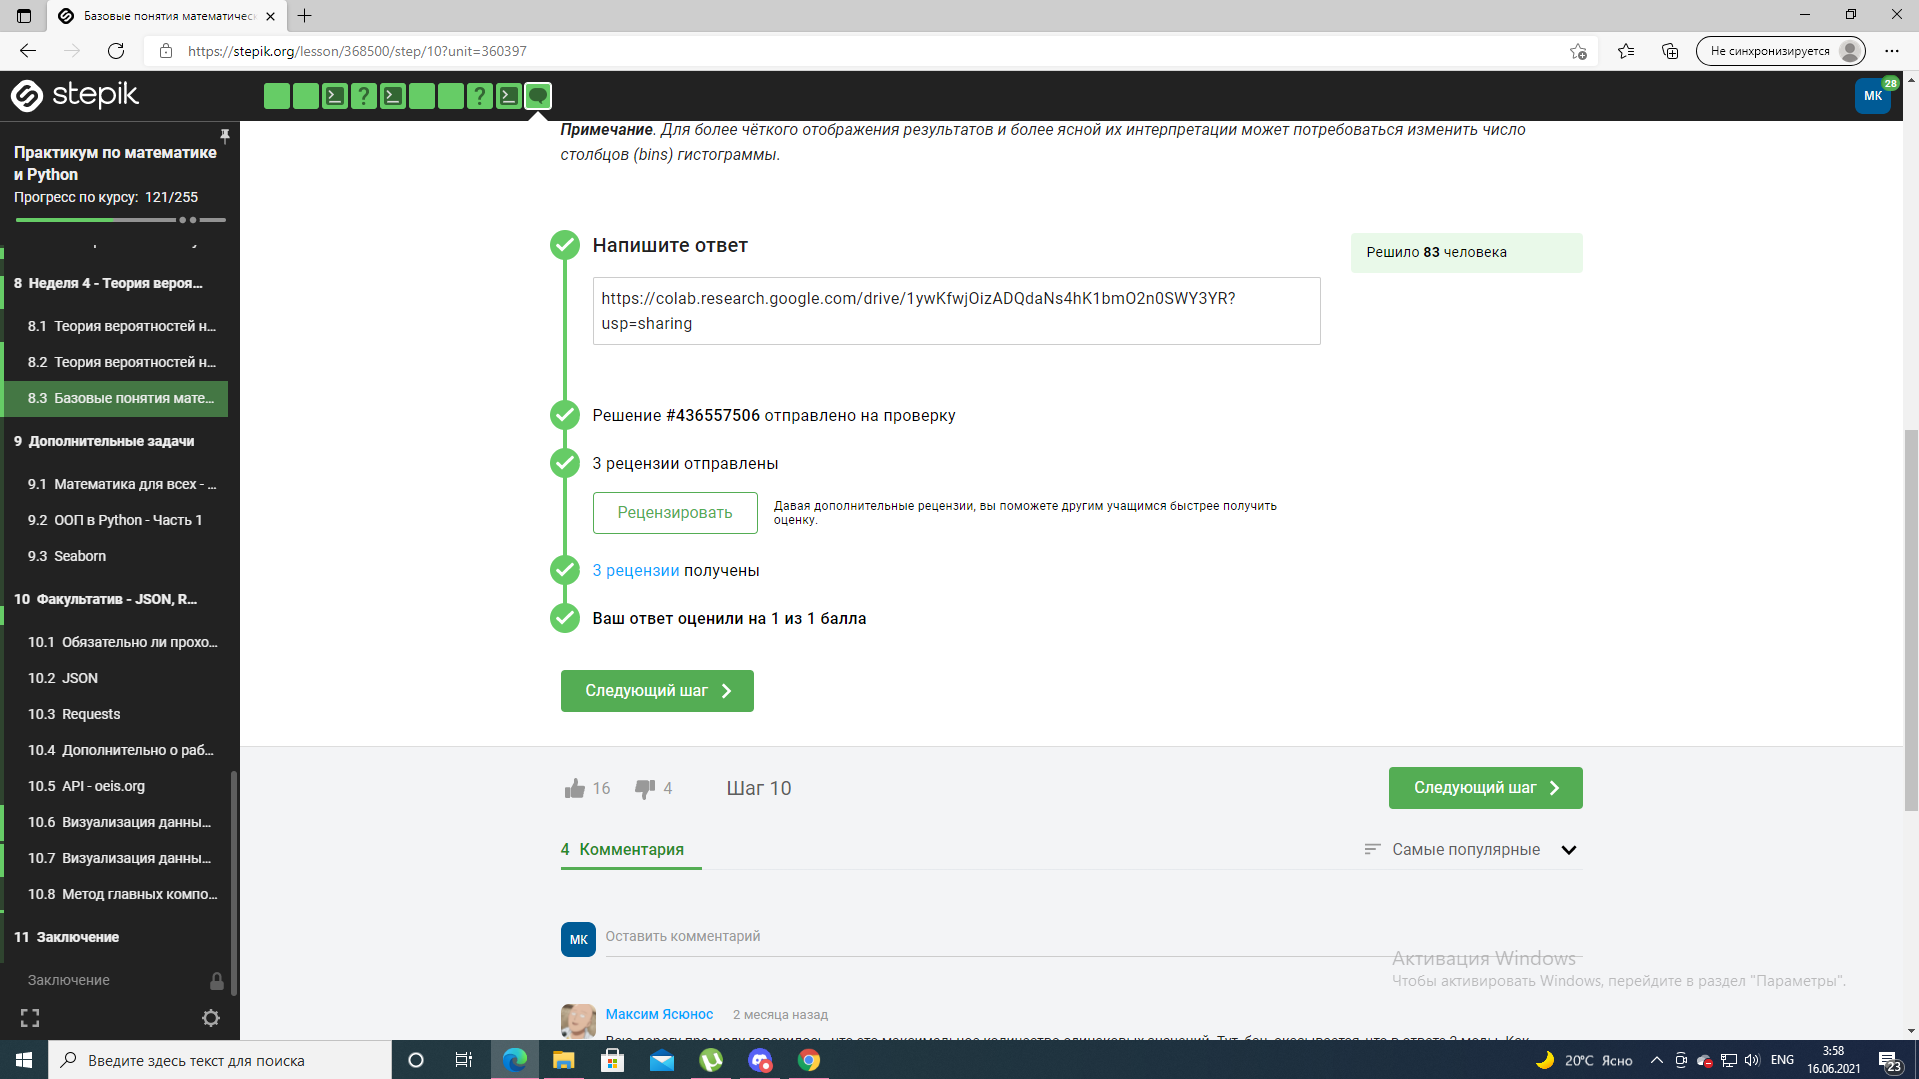 Базовые понятия математичесн
https://stepik.org/lesson/368500/step/10?unit=360397
Не синхронизируется
stepik
МК
28
Практикум по математике
и Python
Прогресс по курсу: 121/255
8 Неделя 4 - Теория вероя...
8.1 Теория вероятностей н...
8.2 Теория вероятностей н...
8.3 Базовые понятия мате...
9 Дополнительные задачи
9.1 Математика для всех - ...
9.2 ООП в Python - Часть 1
9.3 Seaborn
10 Факультатив - JSON, R...
10.1 Обязательно ли прохо...
10.2 JSON
10.3 Requests
10.4 Дополнительно о раб...
10.5 API - oeis.org
10.6 Визуализация данны...
10.7 Визуализация данны...
10.8 Метод главных компо...
11 Заключение
Заключение
Примечание. Для более чёткого отображения результатов и более ясной их интерпретации может потребоваться изменить число
столбцов (bins) гистограммы.
Напишите ответ
Решило 83 человека
https://colab.research.google.com/drive/1ywKfwjOizADQdaNs4hK1bmO2n0SWY3YR?
usp=sharing
Решение #436557506 отправлено на проверку
3 рецензии отправлены
Рецензировать
Давая дополнительные рецензии, вы поможете другим учащимся быстрее получить
оценку.
3 рецензии получены
Ваш ответ оценили на 1 из 1 балла
Следующий шаг
16
4
Шаг 10
Следующий шаг
4 Комментария
Самые популярные
МК
Оставить комментарий
Активация Windows
Чтобы активировать Windows, перейдите в раздел "Параметры".
Максим Ясюнос 2 месяца назад
Введите здесь текст для поиска
20°C Ясно
ENG
3:58
16.06.2021
23